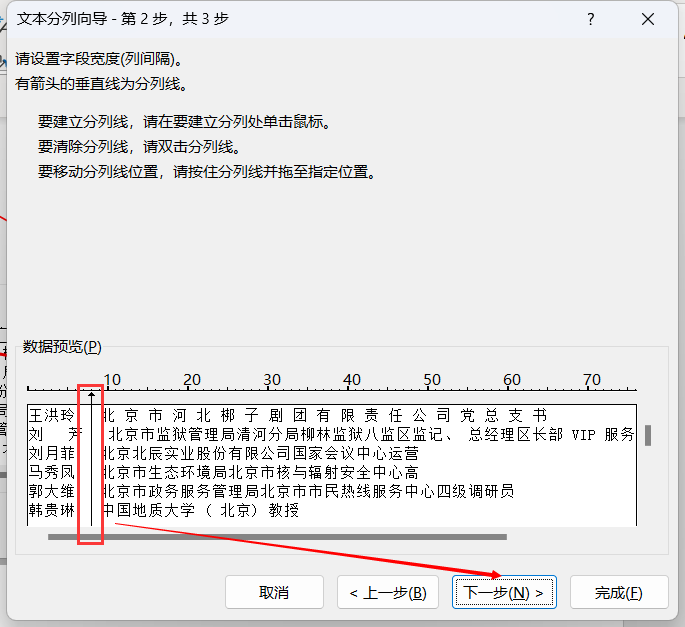 文本分列向导 - 第 2 步，共 3 步
请设置字段宽度(列间隔)。
有箭头的垂直线为分列线。
要建立分列线，请在要建立分列处单击鼠标。
要清除分列线，请双击分列线。
要移动分列线位置，请按住分列线并拖至指定位置。
数据预览(P)
10 20 30 40 50 60 70
王洪玲 北 京 市 河 北 梆 子 剧 团 有 限 责 任 公 司 党 总 支 书
刘 芳 北京市监狱管理局清河分局柳林监狱八监区监记、 总经理区长部 VIP 服务
刘月菲 北京北辰实业股份有限公司国家会议中心运营
马秀凤 北京市生态环境局北京市核与辐射安全中心高
郭大维 北京市政务服务管理局北京市市民热线服务中心四级调研员
韩贵琳 中国地质大学（ 北京）教授
取消
< 上一步(B)
下一步(N) >
完成(F)